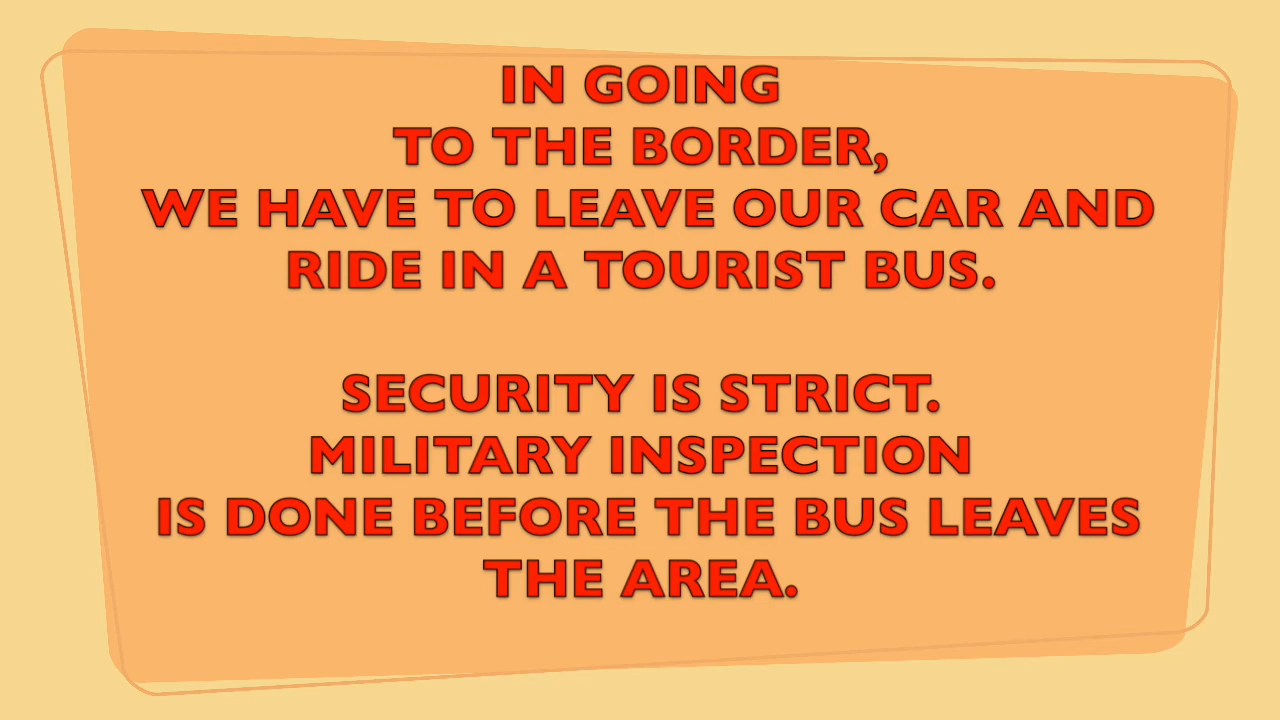 IN GOING
TO THE BORDER,
WE HAVE TO LEAVE OUR CAR AND
RIDE IN A TOURIST BUS.
SECURITY IS STRICT.
MILITARY INSPECTION
IS DONE BEFORE THE BUS LEAVES
THE AREA.